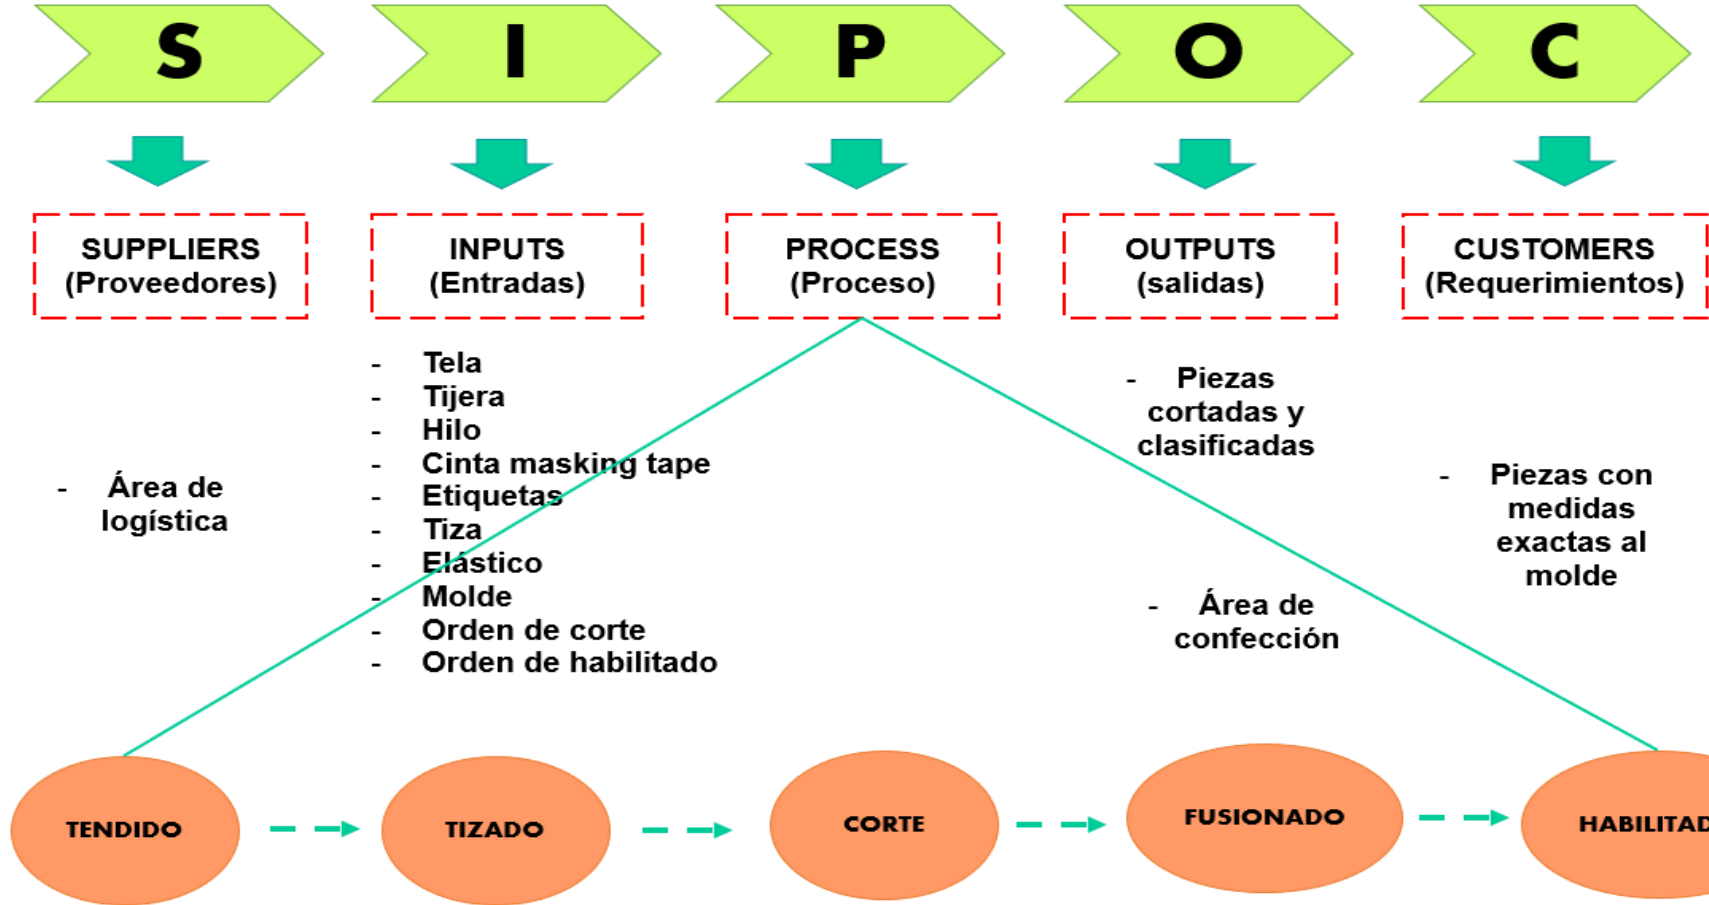 S
I
P
O
C
SUPPLIERS
(Proveedores)
INPUTS
(Entradas)
PROCESS
(Proceso)
OUTPUTS
(salidas)
CUSTOMERS
(Requerimientos)
- Área de
logística
- Tela
- Tijera
- Hilo
- Cinta masking tape
- Etiquetas
- Tiza
- Elástico
- Molde
- Orden de corte
- Orden de habilitado
- Piezas
cortadas y
clasificadas
- Área de
confección
- Piezas con
medidas
exactas al
molde
TENDIDO
TIZADO
CORTE
FUSIONADO
HABILITAD